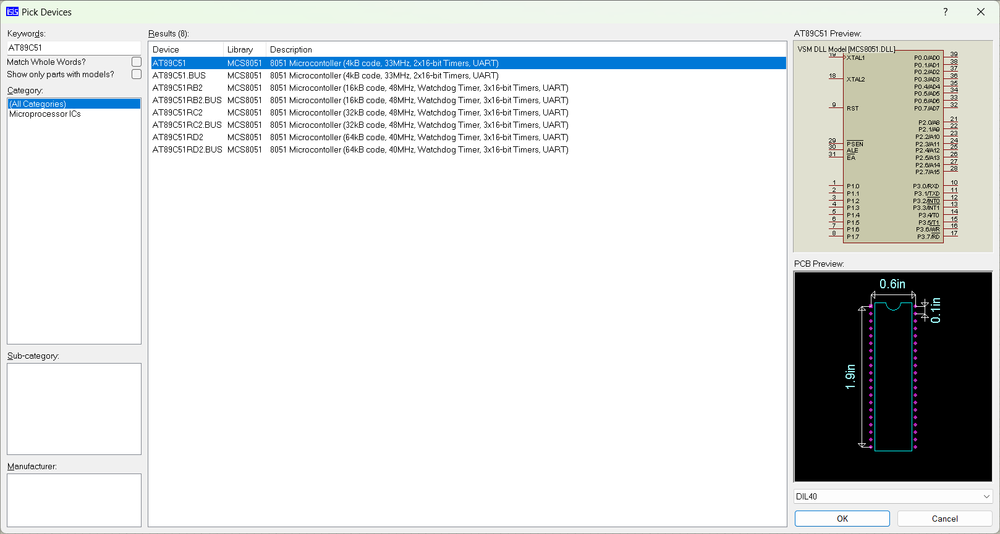 isis Pick Devices ?
Keywords:
AT89C51
Match Whole Words?
Show only parts with models?
Category:
(All Categories)
Microprocessor ICs
Sub-category:
Manufacturer:
Results (8):
Device Library Description
AT89C51 MCS8051 8051 Microcontoller (4kB code, 33MHz, 2x16-bit Timers, UART)
AT89C51.BUS MCS8051 8051 Microcontoller (4kB code, 33MHz, 2x16-bit Timers, UART)
AT89C51RB2 MCS8051 8051 Microcontoller (16kB code, 48MHz, Watchdog Timer, 3x16-bit Timers, UART)
AT89C51RB2.BUS MCS8051 8051 Microcontoller (16kB code, 48MHz, Watchdog Timer, 3x16-bit Timers, UART)
AT89C51RC2 MCS8051 8051 Microcontoller (32kB code, 48MHz, Watchdog Timer, 3x16-bit Timers, UART)
AT89C51RC2.BUS MCS8051 8051 Microcontoller (32kB code, 48MHz, Watchdog Timer, 3x16-bit Timers, UART)
AT89C51RD2 MCS8051 8051 Microcontoller (64kB code, 40MHz, Watchdog Timer, 3x16-bit Timers, UART)
AT89C51RD2.BUS MCS8051 8051 Microcontoller (64kB code, 40MHz, Watchdog Timer, 3x16-bit Timers, UART)
AT89C51 Preview:
VSM DLL Model [MCS8051.DLL]
19 XTAL1 P0.0/AD0 39
P0.1/AD1 38
P0.2/AD2 37
18 XTAL2 P0.3/AD3 36
P0.4/AD4 35
P0.5/AD5 34
P0.6/AD6 33
9 RST P0.7/AD7 32
P2.0/A8 21
P2.1/A9 22
P2.2/A10 23
29 PSEN P2.3/A11 24
30 ALE P2.4/A12 25
31 EA P2.5/A13 26
P2.6/A14 27
P2.7/A15 28
1 P1.0 P3.0/RXD 10
2 P1.1 P3.1/TXD 11
3 P1.2 P3.2/INT0 12
4 P1.3 P3.3/INT1 13
5 P1.4 P3.4/T0 14
6 P1.5 P3.5/T1 15
7 P1.6 P3.6/WR 16
8 P1.7 P3.7/RD 17
PCB Preview:
0.6in
0.1in
1.9in
DIL40
OK Cancel